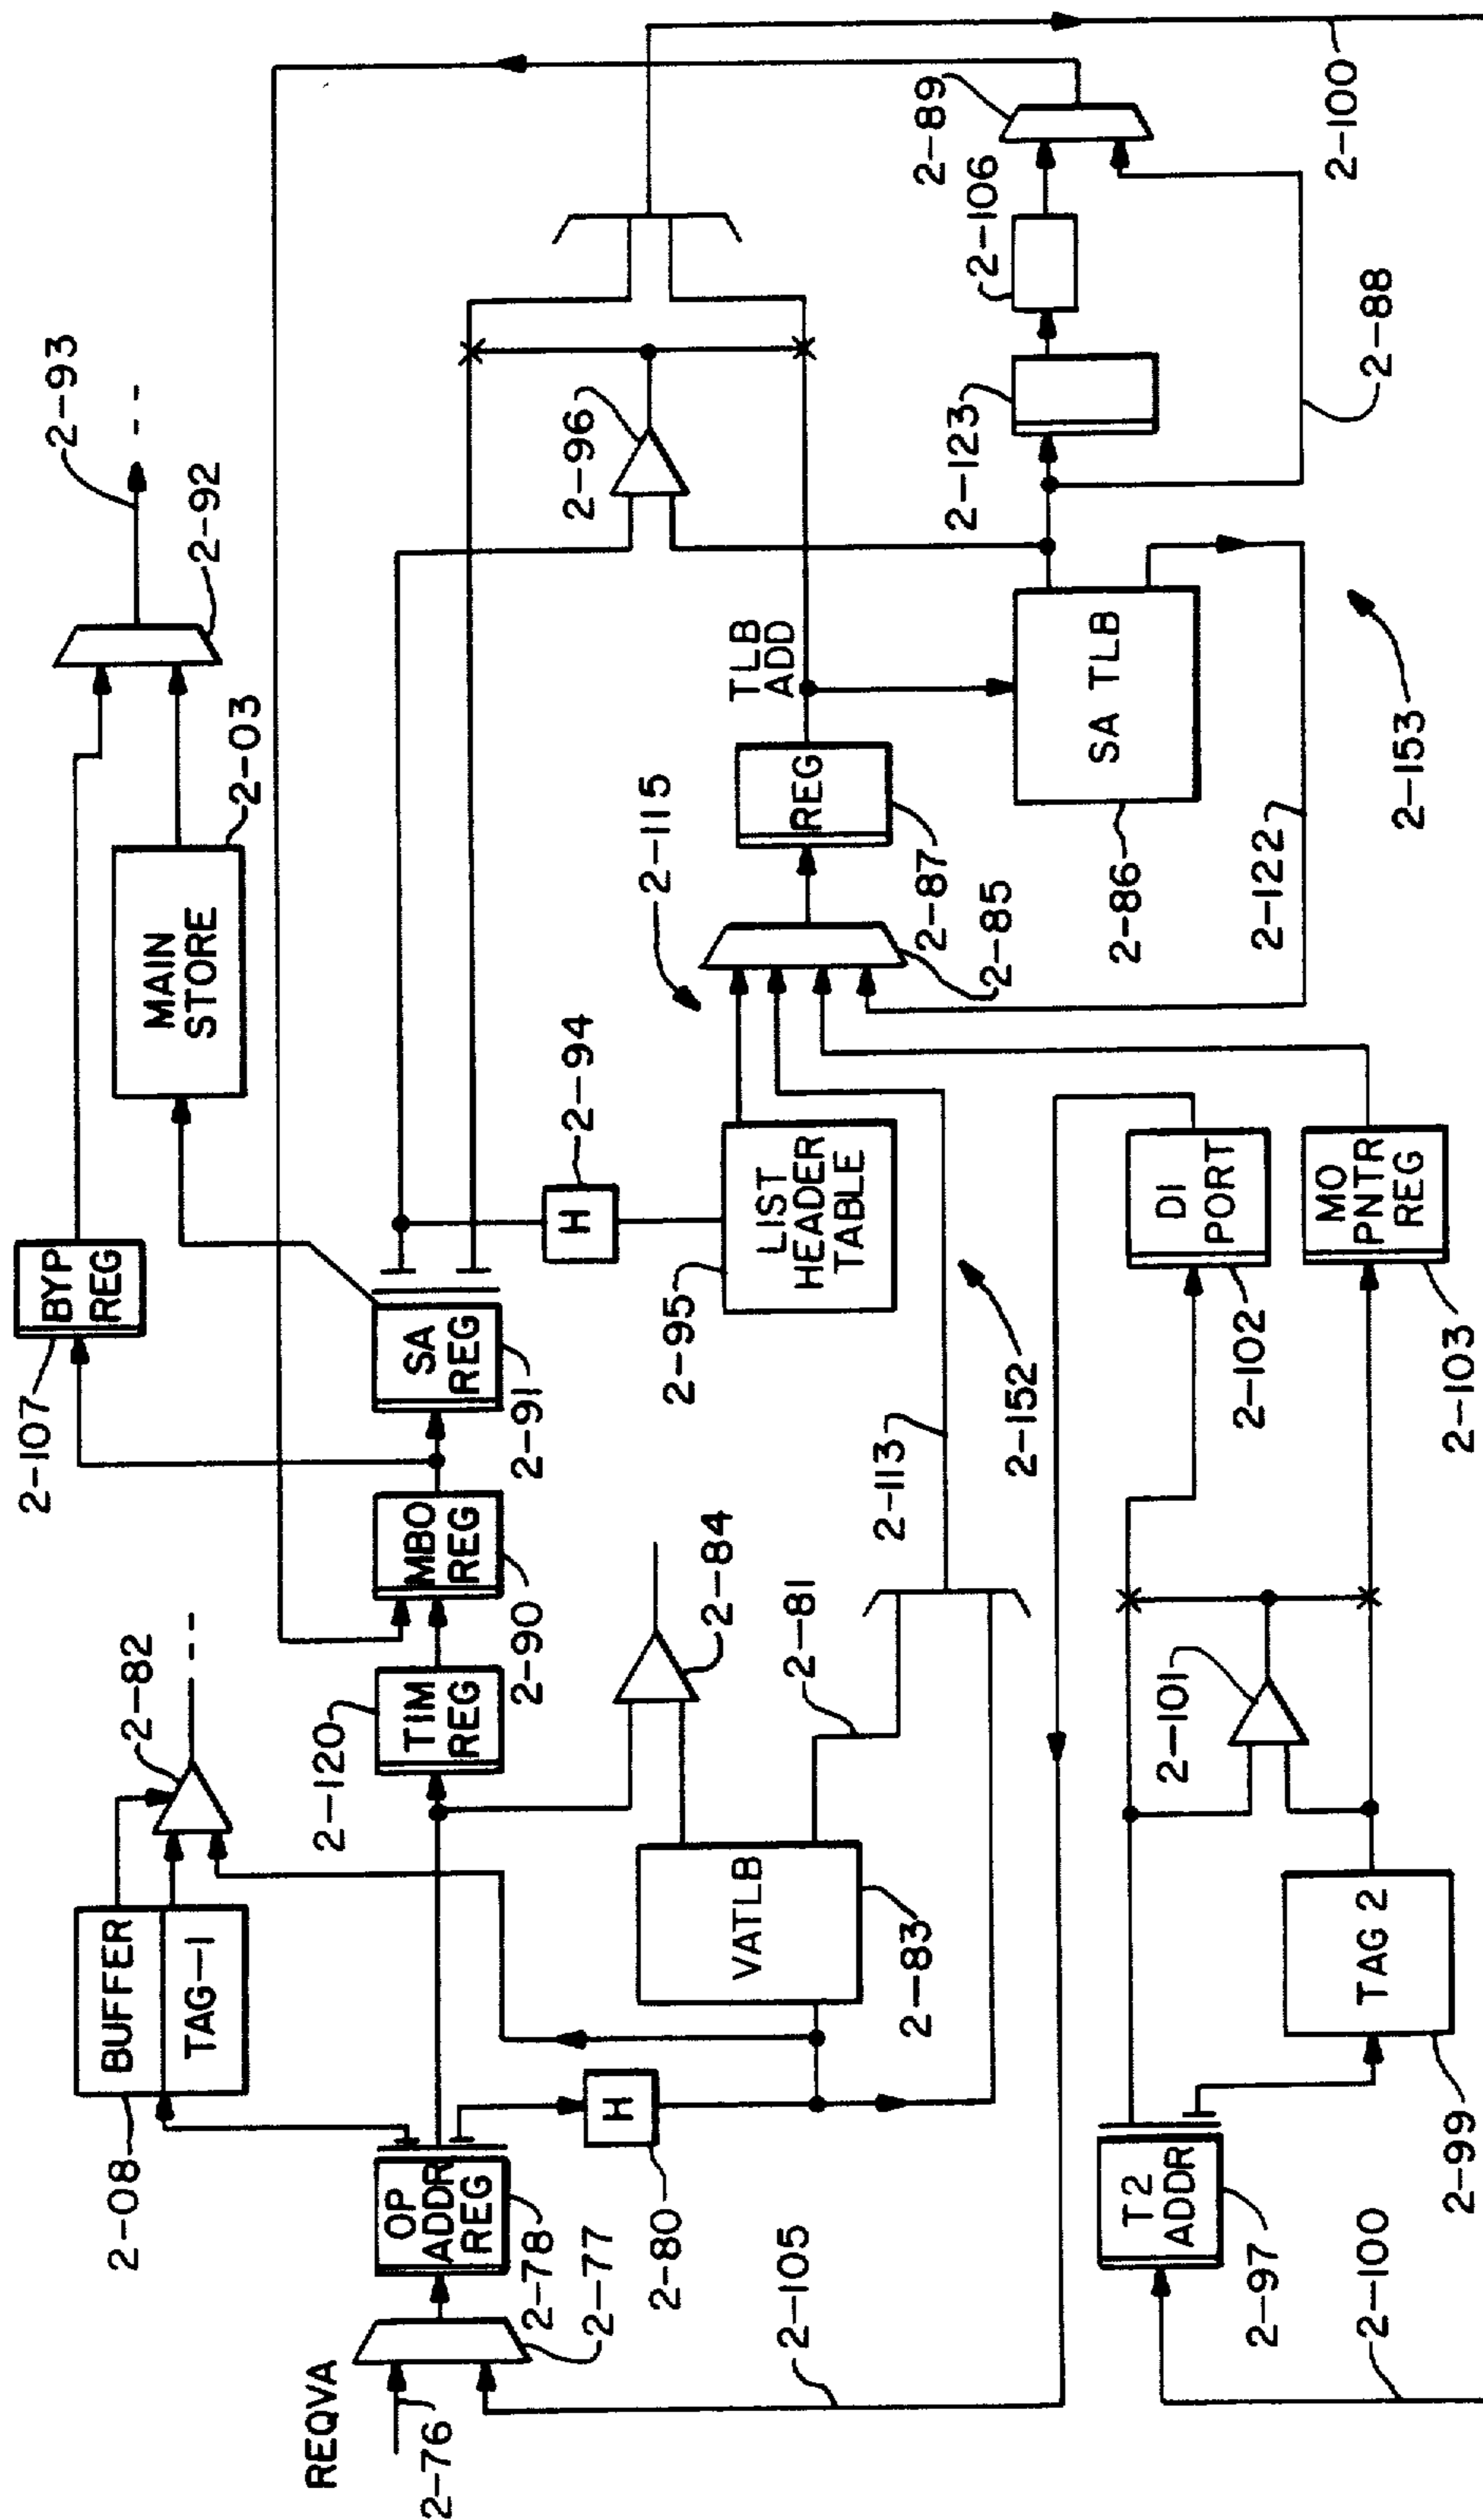 REQVA
2-76
2-77
2-78
OP
ADDR
REG
2-08
BUFFER
TAG-1
2-82
2-80
H
2-105
VATLB
2-83
2-84
2-81
2-120
TIM
REG
2-90
MBO
REG
2-107
BYP
REG
2-91
SA
REG
MAIN
STORE
2-03
2-92
2-93
H
2-94
2-95
LIST
HEADER
TABLE
2-113
2-152
2-115
2-85
2-87
REG
TLB
ADD
SA TLB
2-86
2-122
2-153
2-96
2-123
2-106
2-89
2-88
2-100
T2
ADDR
2-97
2-100
TAG 2
2-99
2-101
DI
PORT
2-102
MO
PNTR
REG
2-103